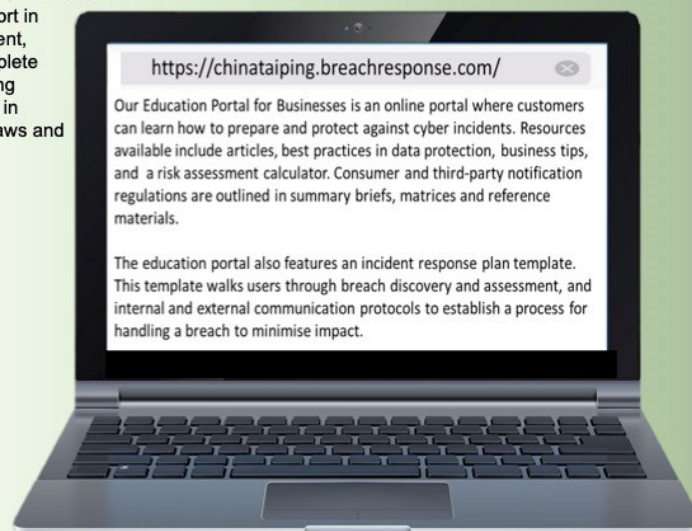 ort in
ent,
olete
ng
in
aws and
https://chinataiping.breachresponse.com/
Our Education Portal for Businesses is an online portal where customers
can learn how to prepare and protect against cyber incidents. Resources
available include articles, best practices in data protection, business tips,
and a risk assessment calculator. Consumer and third-party notification
regulations are outlined in summary briefs, matrices and reference
materials.
The education portal also features an incident response plan template.
This template walks users through breach discovery and assessment, and
internal and external communication protocols to establish a process for
handling a breach to minimise impact.